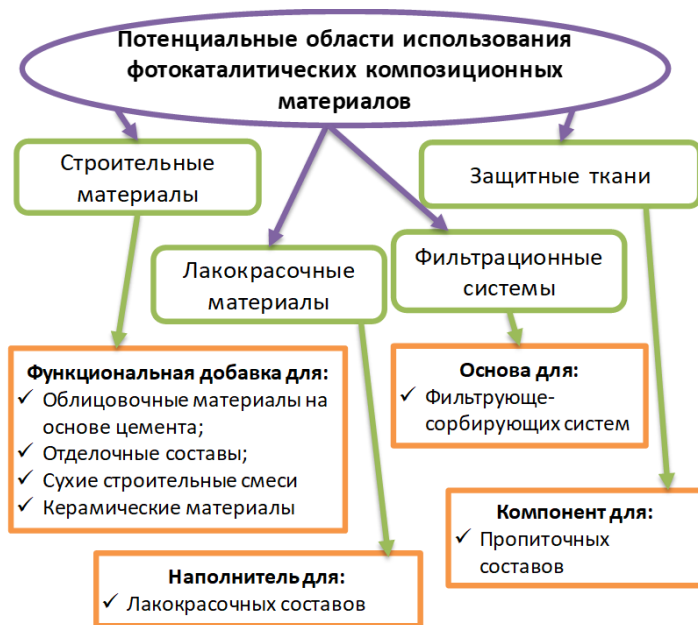 Потенциальные области использования
фотокаталитических композиционных
материалов
Строительные
материалы
Защитные ткани
Лакокрасочные
материалы
Фильтрационные
системы
Функциональная добавка для:
✓ Облицовочные материалы на
основе цемента;
✓ Отделочные составы;
✓ Сухие строительные смеси
✓ Керамические материалы
Основа для:
✓ Фильтрующе-
сорбирующих систем
Компонент для:
✓ Пропиточных
составов
Наполнитель для:
✓ Лакокрасочных составов